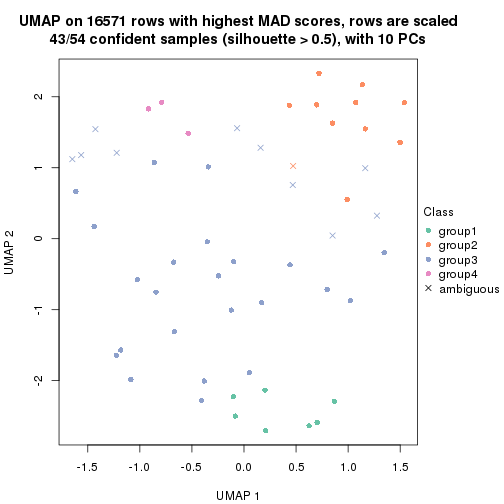 UMAP on 16571 rows with highest MAD scores, rows are scaled
43/54 confident samples (silhouette > 0.5), with 10 PCs
2
1
0
-1
-2
UMAP 2
-1.5
-1.0
-0.5
0.0
0.5
1.0
1.5
UMAP 1
Class
group1
group2
group3
group4
ambiguous